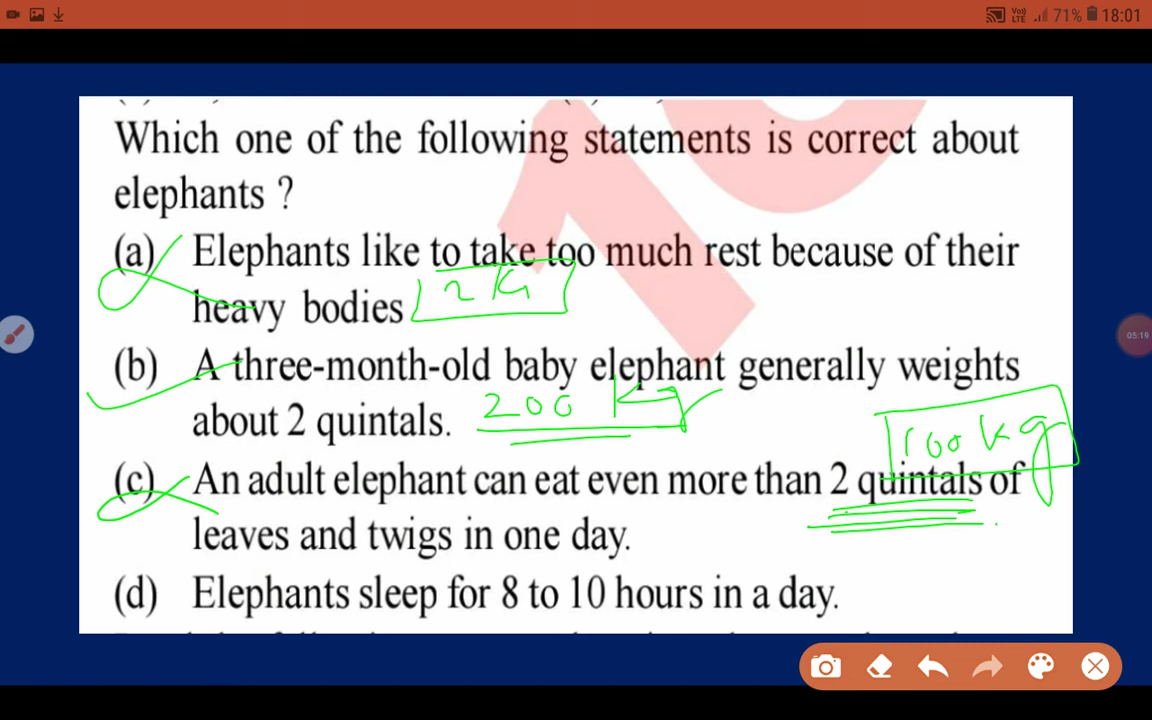 71% 18:01
Which one of the following statements is correct about
elephants ?
(a) Elephants like to take too much rest because of their
heavy bodies
(b) A three-month-old baby elephant generally weights
about 2 quintals. 200 Kg
100 kg
(c) An adult elephant can eat even more than 2 quintals of
leaves and twigs in one day.
(d) Elephants sleep for 8 to 10 hours in a day.
05:19